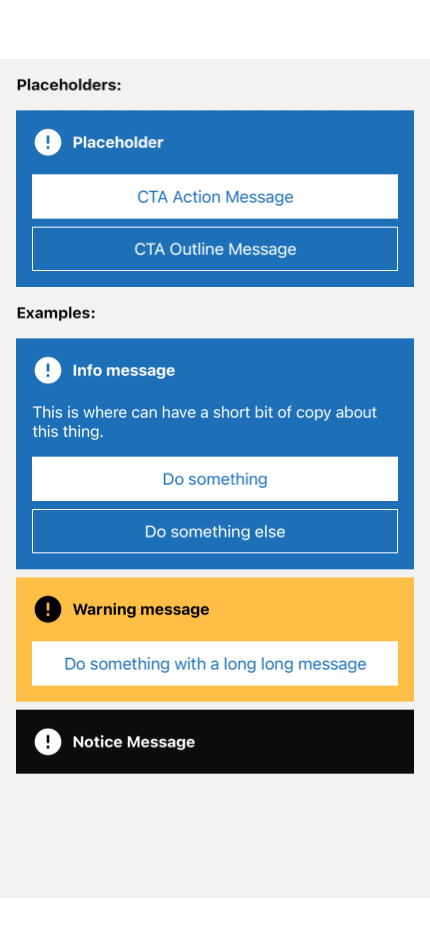 Placeholders:
Placeholder
CTA Action Message
CTA Outline Message
Examples:
Info message
This is where can have a short bit of copy about
this thing.
Do something
Do something else
Warning message
Do something with a long long message
Notice Message